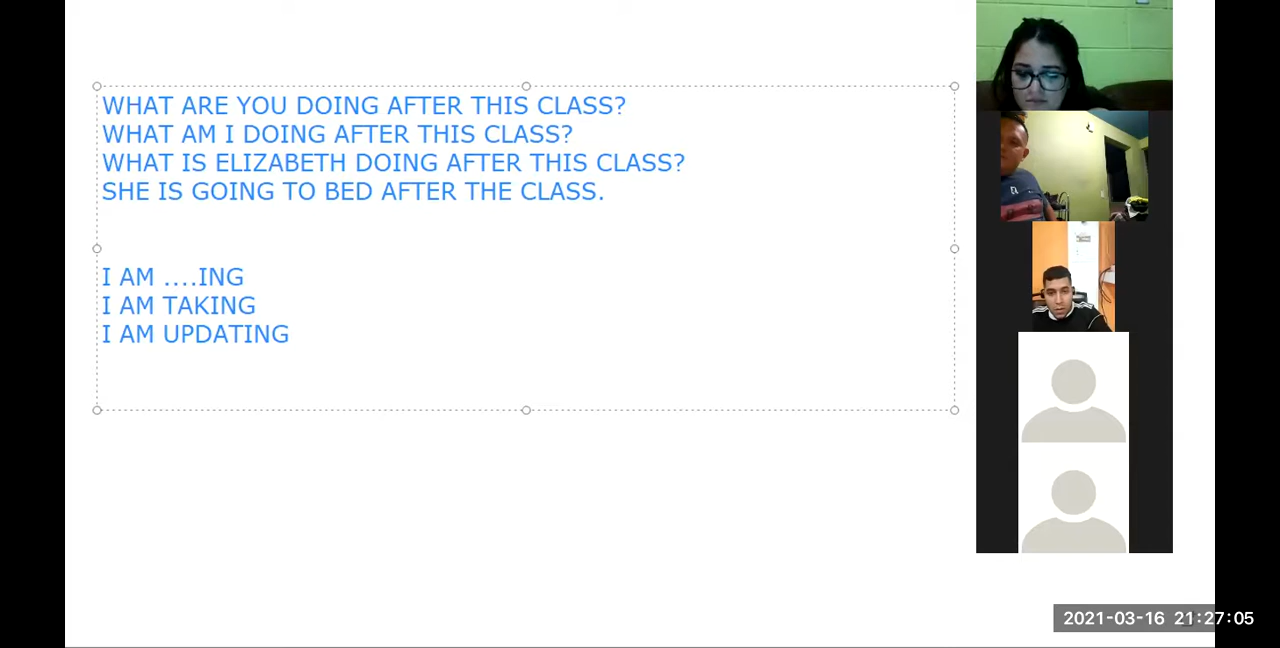 WHAT ARE YOU DOING AFTER THIS CLASS?
WHAT AM I DOING AFTER THIS CLASS?
WHAT IS ELIZABETH DOING AFTER THIS CLASS?
SHE IS GOING TO BED AFTER THE CLASS.
I AM ....ING
I AM TAKING
I AM UPDATING
2021-03-16 21:27:05